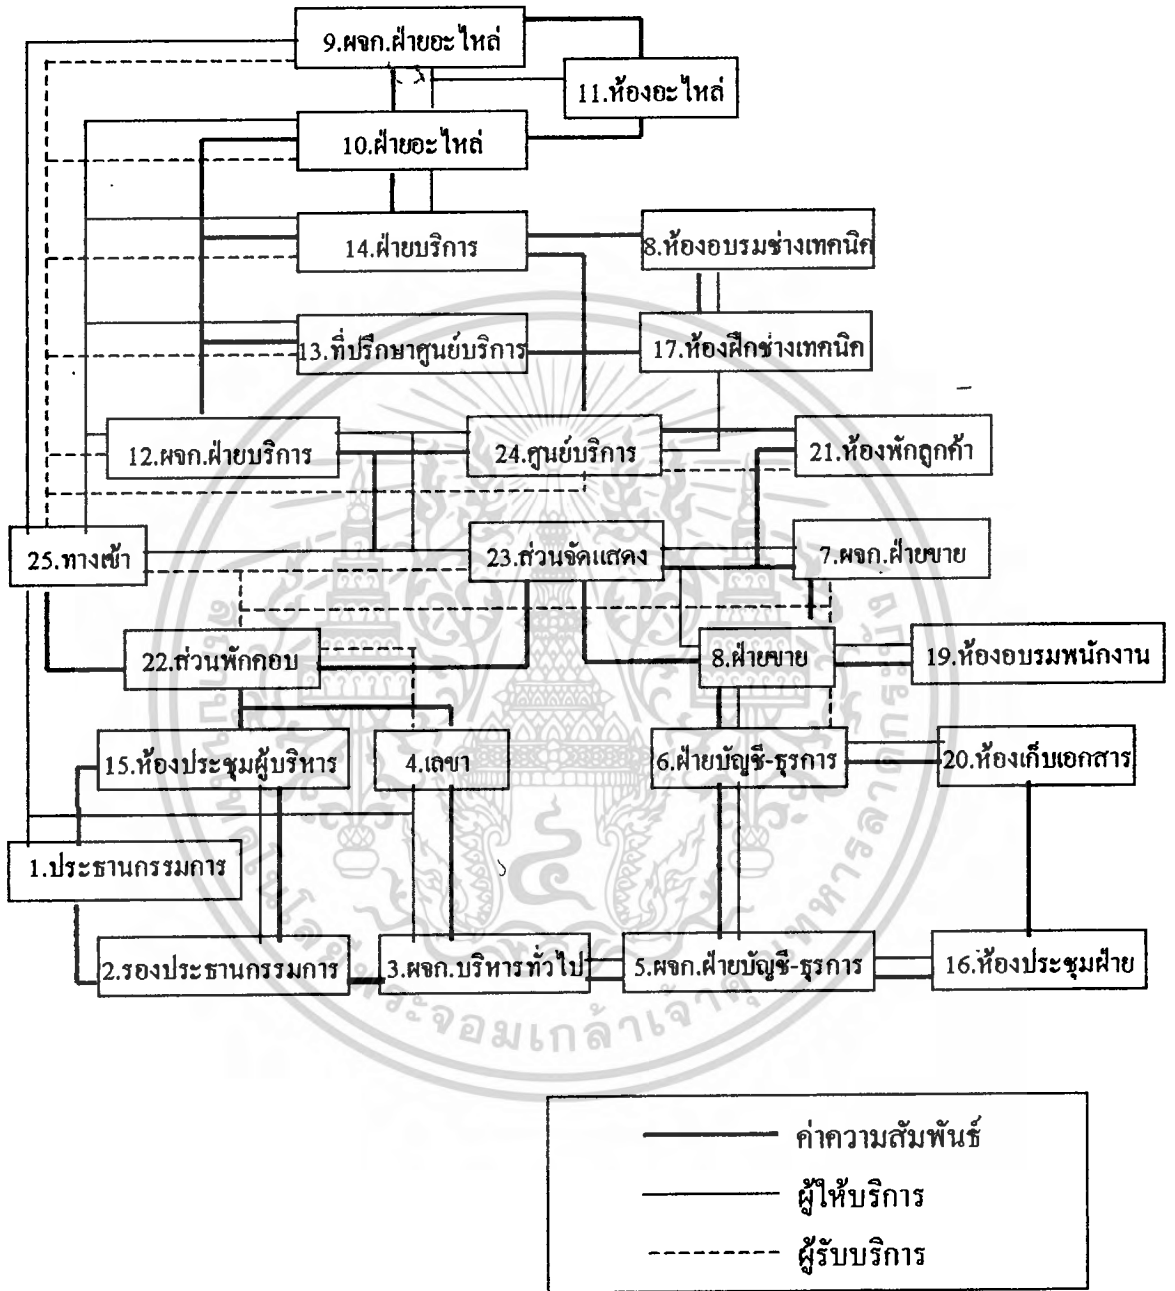 9.ผจก.ฝ่ายอะไหล่
11.ห้องอะไหล่
10.ฝ่ายอะไหล่
14.ฝ่ายบริการ
8.ห้องอบรมช่างเทคนิค
13.ที่ปรึกษาศูนย์บริการ
17.ห้องฝึกช่างเทคนิค
12.ผจก.ฝ่ายบริการ
24.ศูนย์บริการ
21.ห้องพักลูกค้า
25.ทางเข้า
23.ส่วนจัดแสดง
7.ผจก.ฝ่ายขาย
22.ส่วนพักคอบ
8.ฝ่ายขาย
19.ห้องอบรมพนักงาน
15.ห้องประชุมผู้บริหาร
4.เลขา
6.ฝ่ายบัญชี-ธุรการ
20.ห้องเก็บเอกสาร
1.ประธานกรรมการ
2.รองประธานกรรมการ
3.ผจก.บริหารทั่วไป
5.ผจก.ฝ่ายบัญชี-ธุรการ
16.ห้องประชุมฝ่าย
ค่าความสัมพันธ์
ผู้ให้บริการ
ผู้รับบริการ